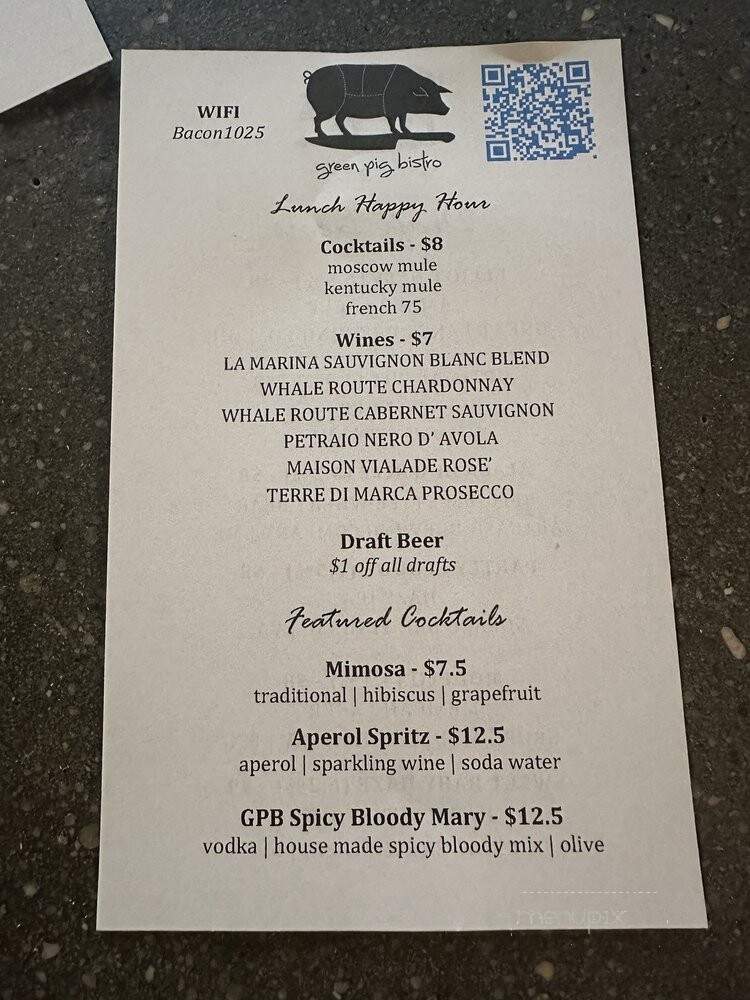 WIFI
Bacon1025
green pig bistro
Lunch Happy Hour
Cocktails - $8
moscow mule
kentucky mule
french 75
Wines - $7
LA MARINA SAUVIGNON BLANC BLEND
WHALE ROUTE CHARDONNAY
WHALE ROUTE CABERNET SAUVIGNON
PETRAIO NERO D' AVOLA
MAISON VIALADE ROSE'
TERRE DI MARCA PROSECCO
Draft Beer
$1 off all drafts
Featured Cocktails
Mimosa - $7.5
traditional | hibiscus | grapefruit
Aperol Spritz - $12.5
aperol | sparkling wine | soda water
GPB Spicy Bloody Mary - $12.5
vodka | house made spicy bloody mix | olive
menupix